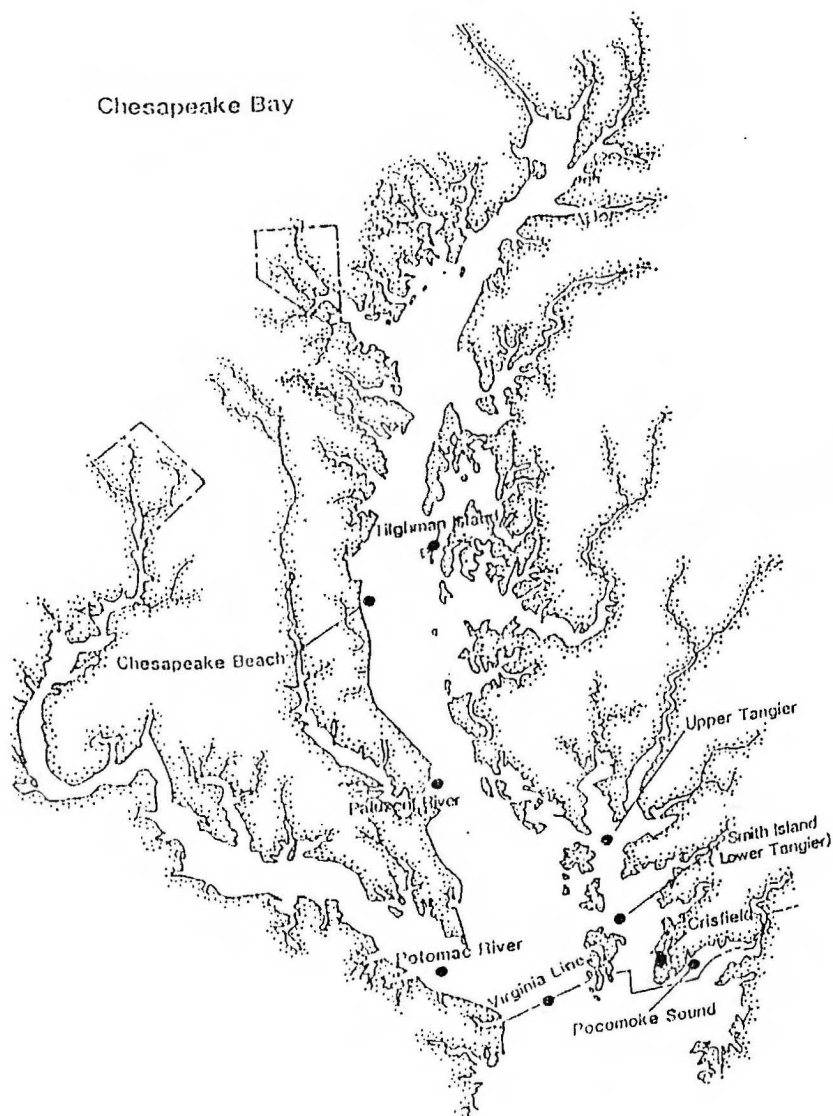 Chesapeake Bay
Tilghman Island
Chesapeake Beach
Upper Tangier
Patuxent River
Smith Island
(Lower Tangier)
Crisfield
Potomac River
Virginia Line
Pocomoke Sound